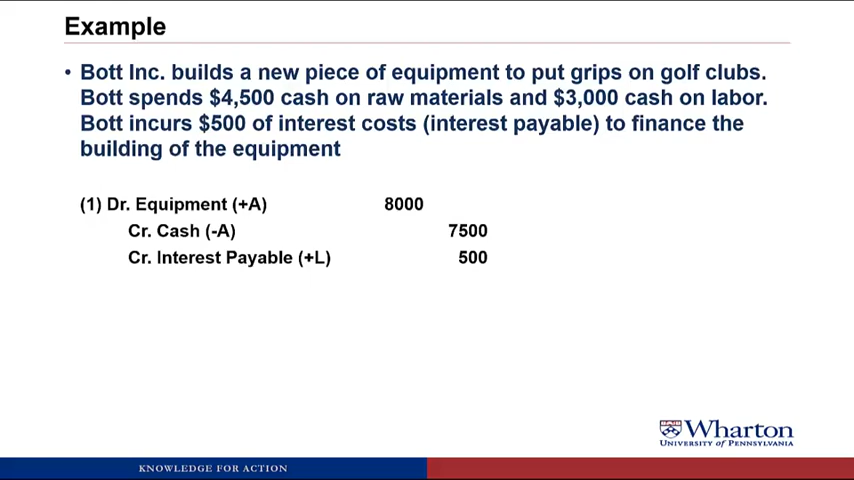 Example
• Bott Inc. builds a new piece of equipment to put grips on golf clubs.
Bott spends $4,500 cash on raw materials and $3,000 cash on labor.
Bott incurs $500 of interest costs (interest payable) to finance the
building of the equipment
(1) Dr. Equipment (+A) 8000
Cr. Cash (-A) 7500
Cr. Interest Payable (+L) 500
Wharton
UNIVERSITY of PENNSYLVANIA
KNOWLEDGE FOR ACTION